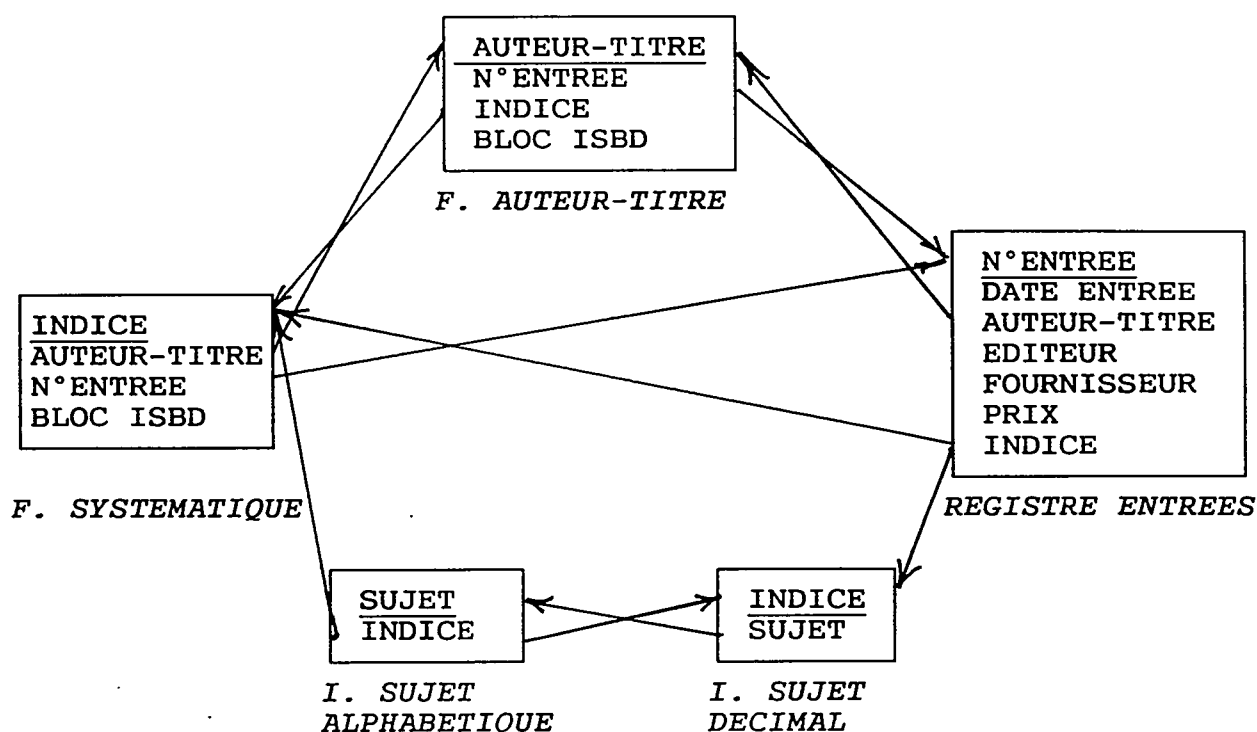 AUTEUR-TITRE
N°ENTREE
INDICE
BLOC ISBD
F. AUTEUR-TITRE
N°ENTREE
DATE ENTREE
AUTEUR-TITRE
EDITEUR
FOURNISSEUR
PRIX
INDICE
REGISTRE ENTREES
INDICE
AUTEUR-TITRE
N°ENTREE
BLOC ISBD
F. SYSTEMATIQUE
SUJET
INDICE
I. SUJET
ALPHABETIQUE
INDICE
SUJET
I. SUJET
DECIMAL